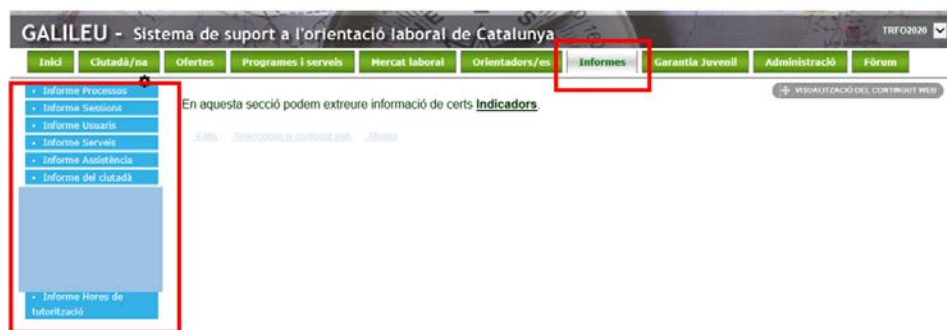 GALILEU - Sistema de suport a l'orientació laboral de Catalunya
TRFO2020
Inici Ciutadà/na Ofertes Programes i serveis Mercat laboral Orientadors/es Informes Garantia Juvenil Administració Fòrum
Informe Processos
VISUALITZACIÓ DEL CONTINGUT WEB
En aquesta secció podem extreure informació de certs Indicadors.
Informe Sessions
Informe Usuaris
Informe Serveis
Informe Assistència
Informe del ciutadà
Informe Hores de
tutorització